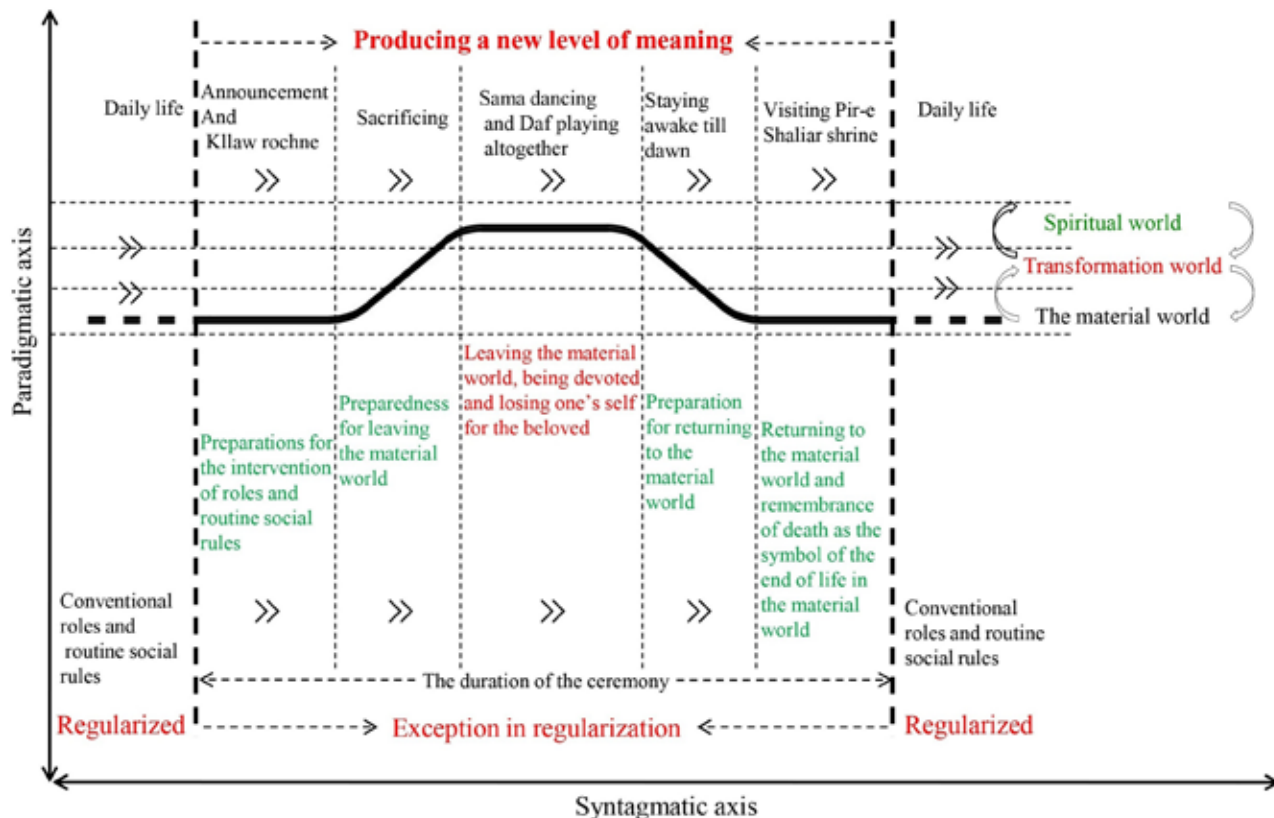 Producing a new level of meaning
Daily life
Announcement
And
Kllaw rochne
Sacrificing
Sama dancing
and Daf playing
altogether
Staying
awake till
dawn
Visiting Pir-e
Shaliar shrine
Daily life
Spiritual world
Transformation world
The material world
Paradigmatic axis
Preparations for
the intervention
of roles and
routine social
rules
Preparedness
for leaving
the material
world
Leaving the material
world, being devoted
and losing one's self
for the beloved
Preparation
for returning
to the
material
world
Returning to
the material
world and
remembrance
of death as the
symbol of the
end of life in
the material
world
Conventional
roles and
routine social
rules
Conventional
roles and routine
social rules
The duration of the ceremony
Regularized
Exception in regularization
Regularized
Syntagmatic axis